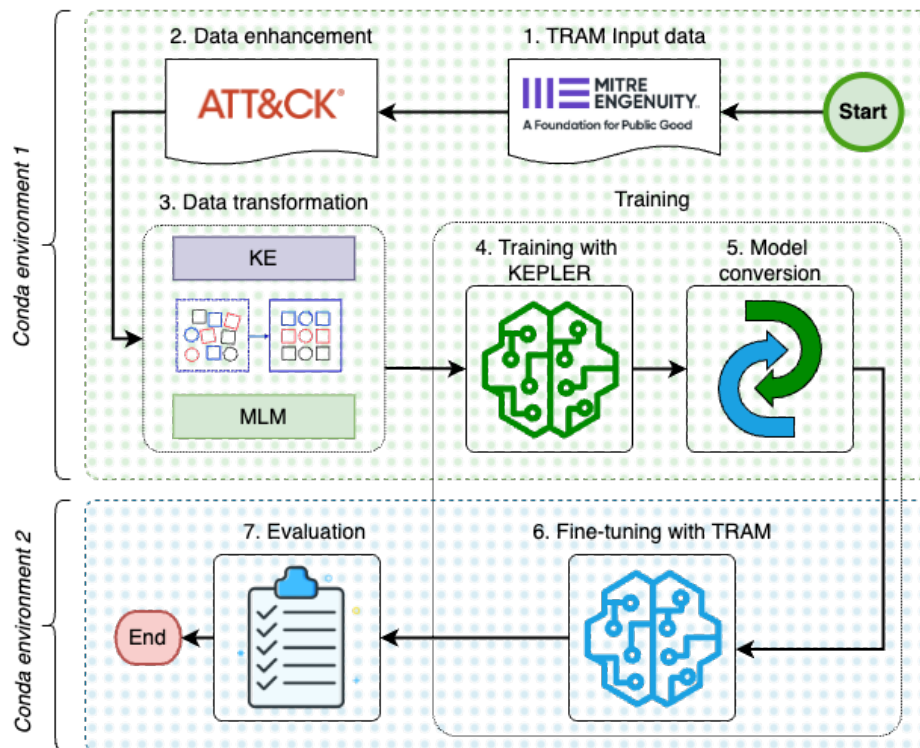 2. Data enhancement
1. TRAM Input data
ATT&CK®
MITRE
ENGENUITY™
A Foundation for Public Good
Start
Conda environment 1
3. Data transformation
KE
MLM
Training
4. Training with
KEPLER
5. Model
conversion
Conda environment 2
7. Evaluation
6. Fine-tuning with TRAM
End